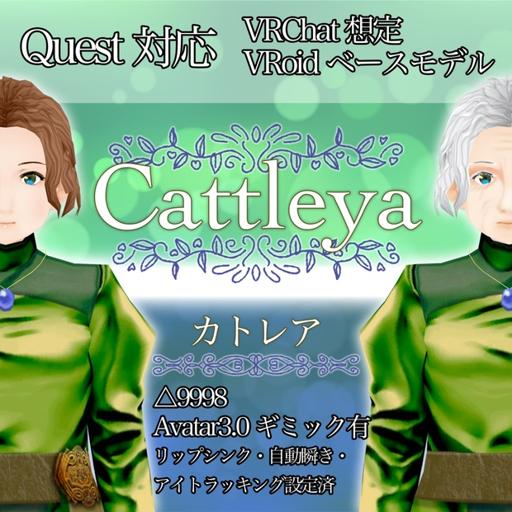 Quest 対応
VRChat 想定
VRoid ベースモデル
Cattleya
カトレア
△9998
Avatar3.0 ギミック有
リップシンク・自動瞬き・
アイトラッキング設定済